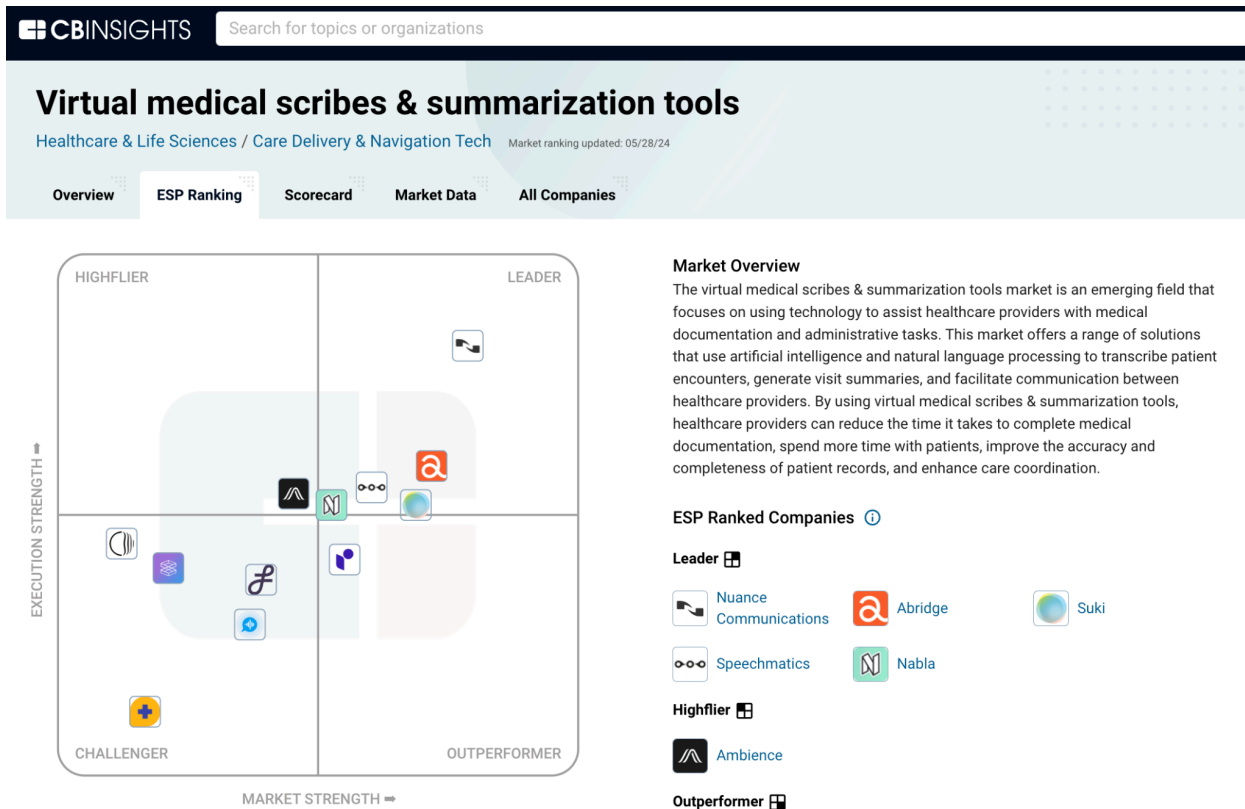 CBINSIGHTS
Search for topics or organizations
Virtual medical scribes & summarization tools
Healthcare & Life Sciences / Care Delivery & Navigation Tech Market ranking updated: 05/28/24
Overview ESP Ranking Scorecard Market Data All Companies
HIGHFLIER LEADER
EXECUTION STRENGTH ➡
CHALLENGER OUTPERFORMER
MARKET STRENGTH ➡
Market Overview
The virtual medical scribes & summarization tools market is an emerging field that
focuses on using technology to assist healthcare providers with medical
documentation and administrative tasks. This market offers a range of solutions
that use artificial intelligence and natural language processing to transcribe patient
encounters, generate visit summaries, and facilitate communication between
healthcare providers. By using virtual medical scribes & summarization tools,
healthcare providers can reduce the time it takes to complete medical
documentation, spend more time with patients, improve the accuracy and
completeness of patient records, and enhance care coordination.
ESP Ranked Companies
Leader
Nuance
Communications
Abridge
Suki
Speechmatics
Nabla
Highflier
Ambience
Outperformer